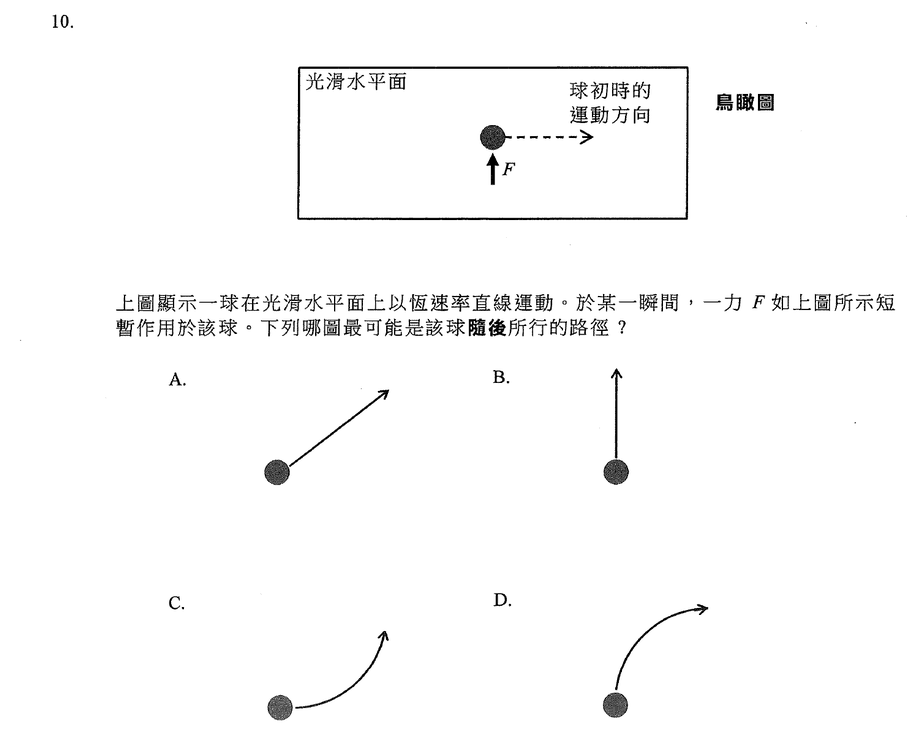 10.
光滑水平面
球初時的
運動方向
鳥瞰圖
F
上圖顯示一球在光滑水平面上以恆速率直線運動。於某一瞬間，一力 F 如上圖所示短
暫作用於該球。下列哪圖最可能是該球隨後所行的路徑？
A.
B.
C.
D.